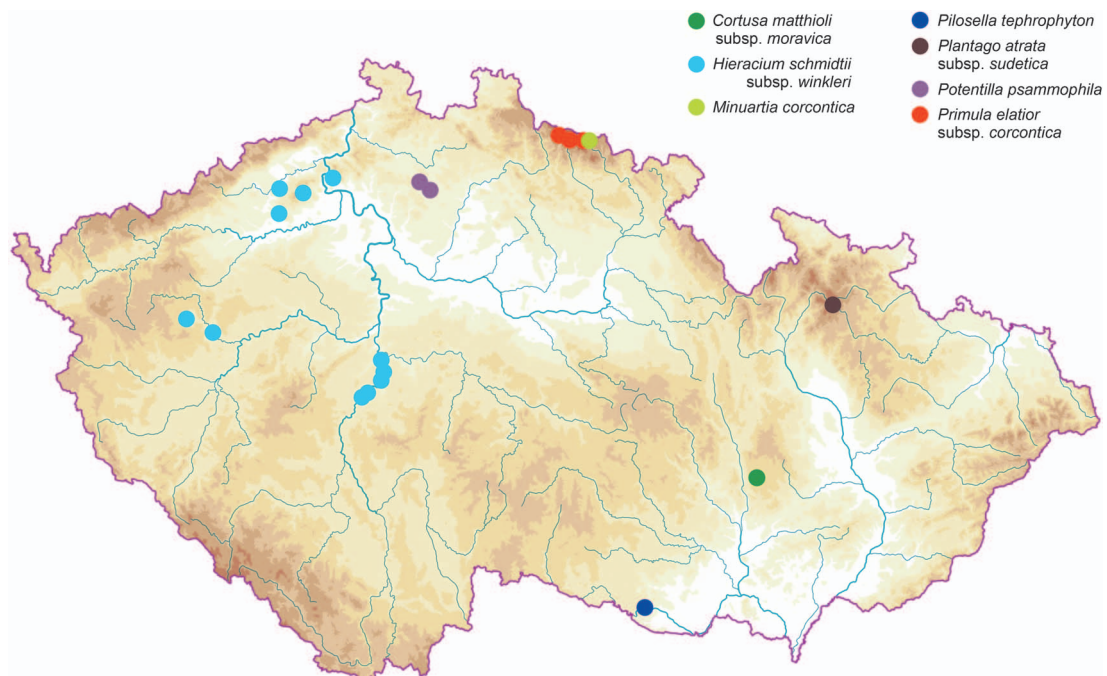 Cortusa matthioli
subsp. moravica
Hieracium schmidtii
subsp. winkleri
Minuartia corcontica
Pilosella tephrophyton
Plantago atrata
subsp. sudetica
Potentilla psammophila
Primula elatior
subsp. corcontica